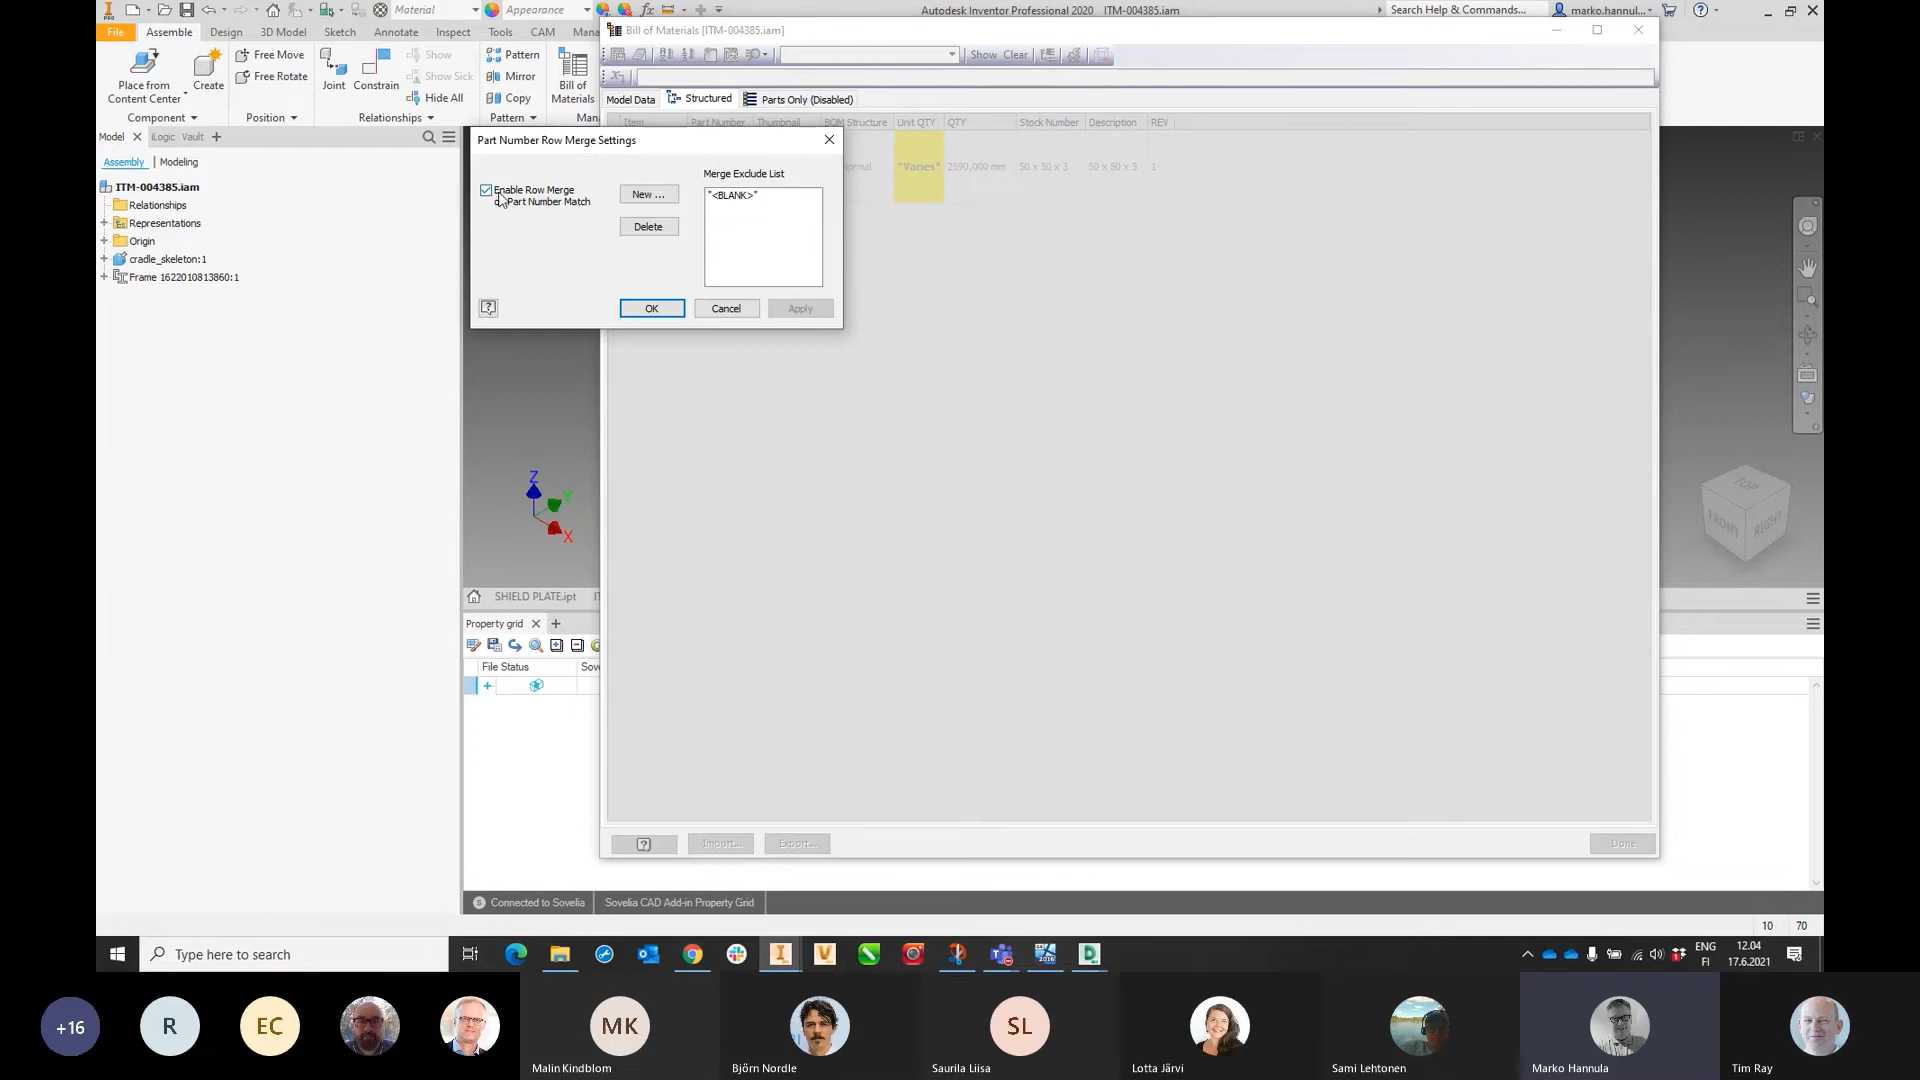 Material
Appearance
Autodesk Inventor Professional 2020 ITM-004385.iam
Search Help & Commands...
marko.hannul...
File Assemble Design 3D Model Sketch Annotate Inspect Tools CAM Mana
Bill of Materials [ITM-004385.iam]
Place from
Content Center
Create
Free Move
Free Rotate
Joint
Constrain
Show
Show Sick
Hide All
Pattern
Mirror
Copy
Bill of
Materials
Component
Position
Relationships
Pattern
Man
Show Clear
Model Data Structured Parts Only (Disabled)
Item Part Number Thumbnail BOM Structure Unit QTY QTY Stock Number Description REV
ormal *Varies* 2590,000 mm 50 x 50 x 3 50 x 50 x 3 1
Model iLogic Vault
Assembly | Modeling
ITM-004385.iam
Relationships
Representations
Origin
cradle_skeleton:1
Frame 1622010813860:1
Part Number Row Merge Settings
Enable Row Merge
Part Number Match
New ...
Delete
Merge Exclude List
"<BLANK>"
OK
Cancel
Apply
Z
Y
X
TOP
FRONT
RIGHT
SHIELD PLATE.ipt
Property grid
File Status
Sove
Import...
Export...
Done
Connected to Sovelia
Sovelia CAD Add-in Property Grid
10 70
Type here to search
ENG
FI
12.04
17.6.2021
+16
R
EC
MK
Malin Kindblom
Björn Nordle
SL
Saurila Liisa
Lotta Järvi
Sami Lehtonen
Marko Hannula
Tim Ray